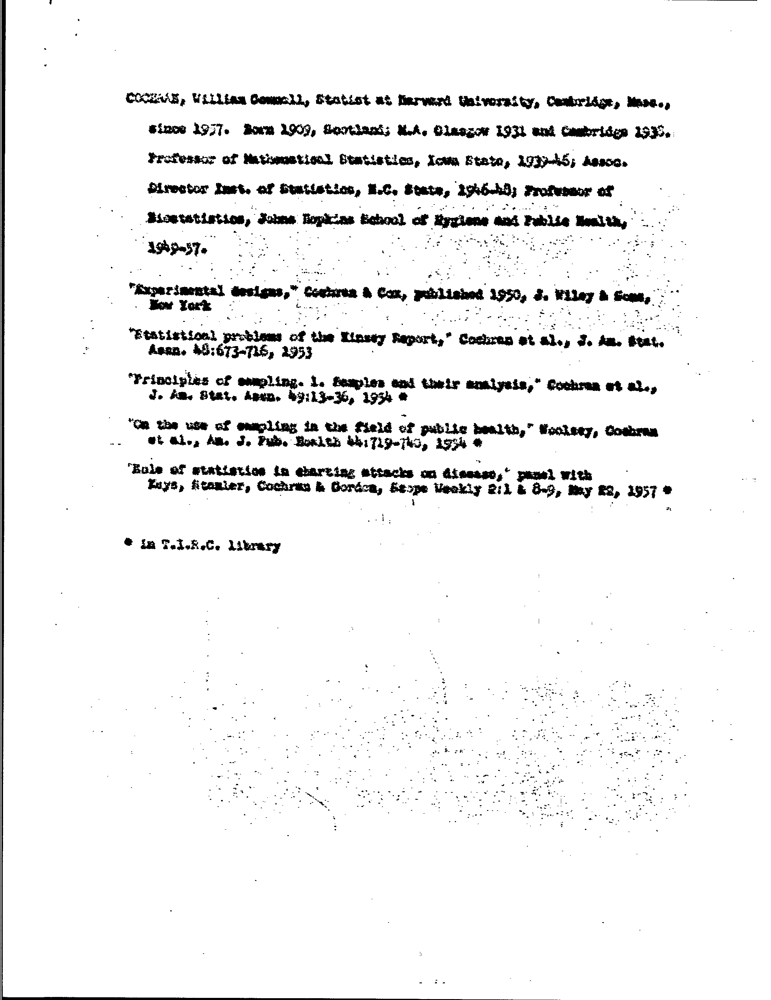 COCHRAN, William Gemmell, Statist at Harvard University, Cambridge, Mass.,
since 1957. Born 1909, Scotland; M.A. Glasgow 1931 and Cambridge 1938.
Professor of Mathematical Statistics, Iowa State, 1939-46; Assoc.
Director Inst. of Statistics, N.C. State, 1946-48; Professor of
Biostatistics, Johns Hopkins School of Hygiene and Public Health,
1949-57.
"Experimental designs," Cochran & Cox, published 1950, J. Wiley & Sons,
New York
"Statistical problems of the Kinsey Report," Cochran et al., J. Am. Stat.
Assn. 48:673-716, 1953
"Principles of sampling. 1. Samples and their analysis," Cochran et al.,
J. Am. Stat. Assn. 49:13-36, 1954 *
"On the use of sampling in the field of public health," Woolsey, Cochran
et al., Am. J. Pub. Health 44:719-740, 1954 *
"Role of statistics in charting attacks on disease," panel with
Keys, Stamler, Cochran & Gordon, Scope Weekly 2:1 & 8-9, May 22, 1957 *
* in T.I.R.C. library